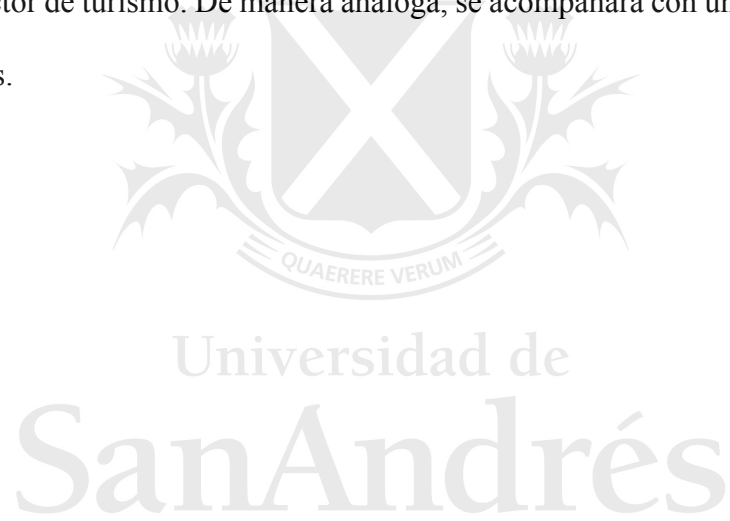 ctor de turismo. De manera análoga, se acompañará con un
s.
QUAERERE VERUM
Universidad de
SanAndrés